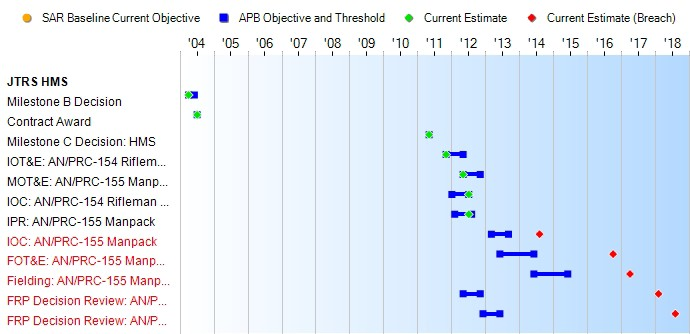 SAR Baseline Current Objective APB Objective and Threshold Current Estimate Current Estimate (Breach)
'04 '05 '06 '07 '08 '09 '10 '11 '12 '13 '14 '15 '16 '17 '18
JTRS HMS
Milestone B Decision
Contract Award
Milestone C Decision: HMS
IOT&E: AN/PRC-154 Riflem...
MOT&E: AN/PRC-155 Manp...
IOC: AN/PRC-154 Rifleman ...
IPR: AN/PRC-155 Manpack
IOC: AN/PRC-155 Manpack
FOT&E: AN/PRC-155 Manp...
Fielding: AN/PRC-155 Manp...
FRP Decision Review: AN/P...
FRP Decision Review: AN/P...